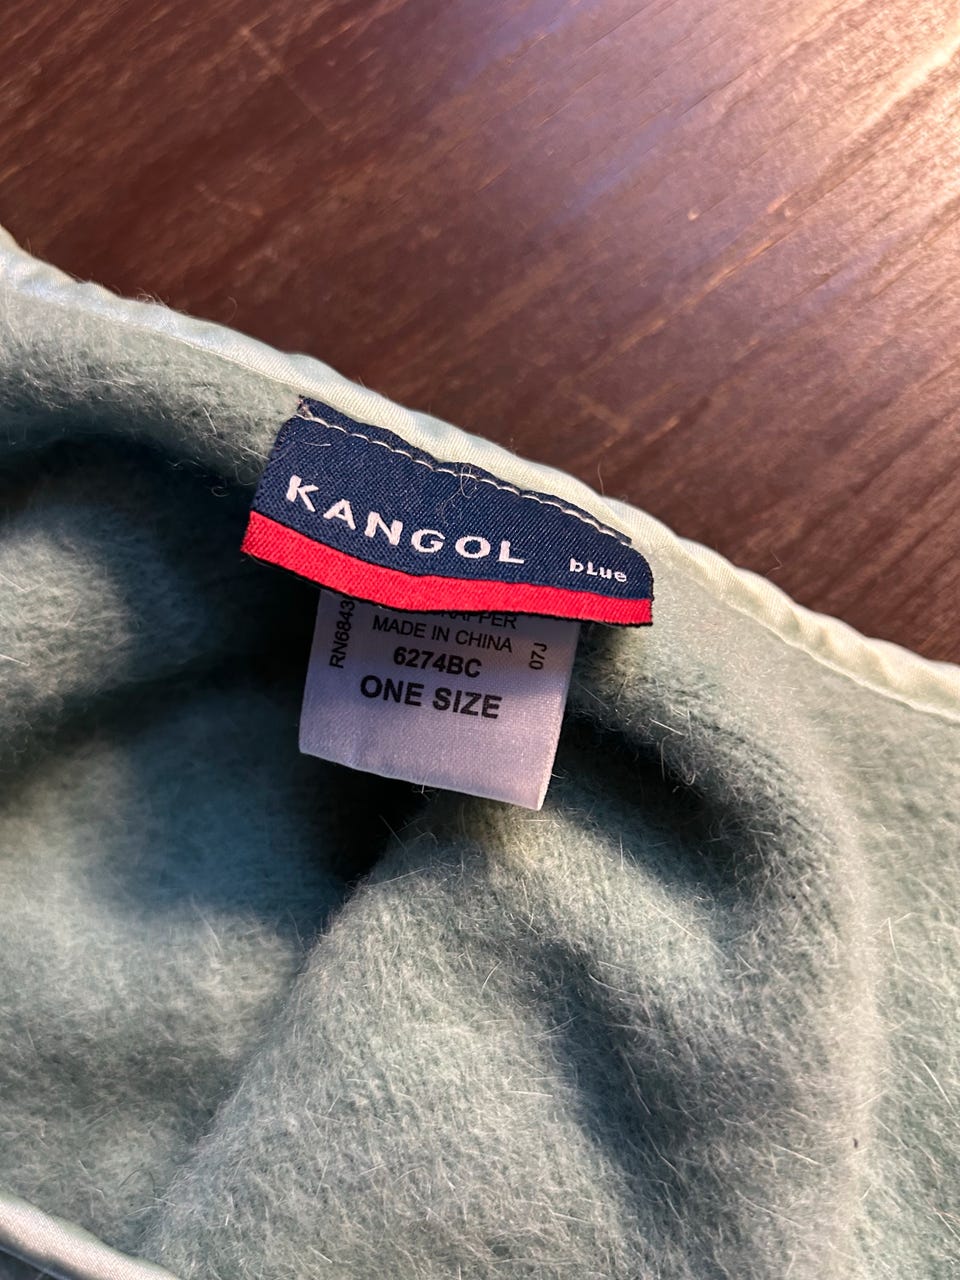 KANGOL bLue
MADE IN CHINA
6274BC
ONE SIZE
RN6843
07J